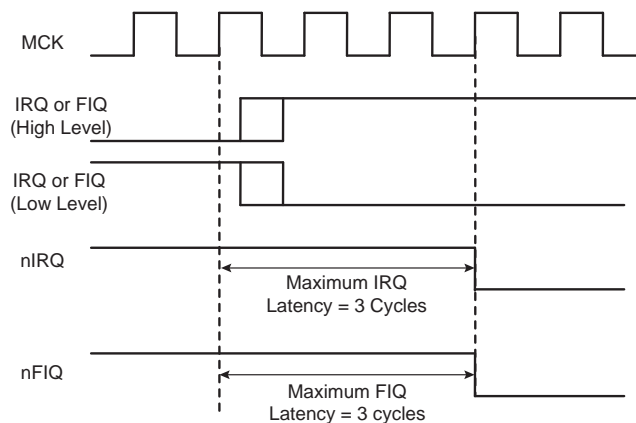 MCK
IRQ or FIQ
(High Level)
IRQ or FIQ
(Low Level)
nIRQ
Maximum IRQ
Latency = 3 Cycles
nFIQ
Maximum FIQ
Latency = 3 cycles